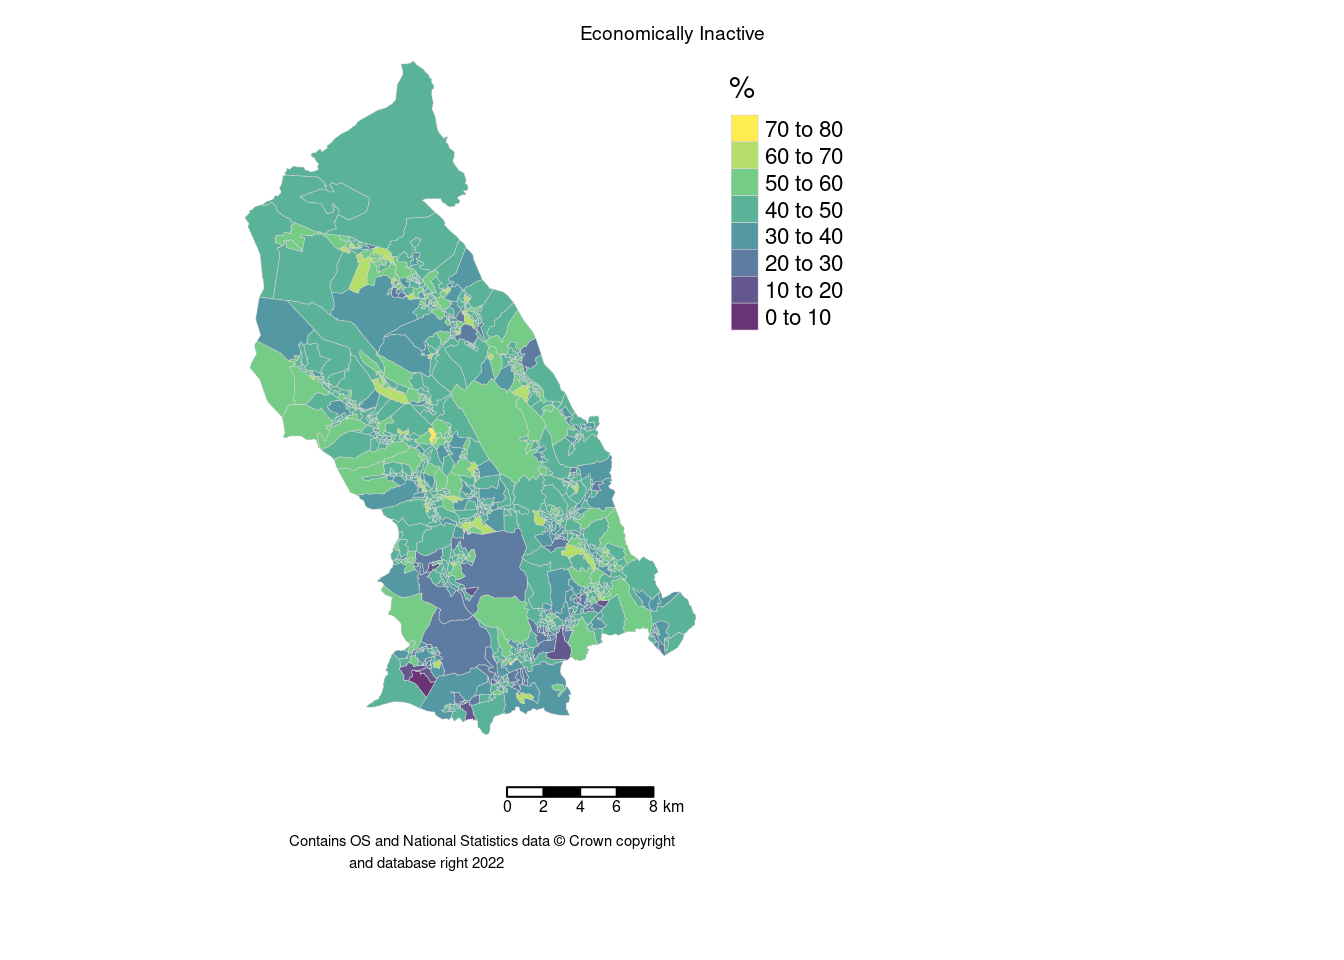 Economically Inactive
%
70 to 80
60 to 70
50 to 60
40 to 50
30 to 40
20 to 30
10 to 20
0 to 10
0 2 4 6 8 km
Contains OS and National Statistics data © Crown copyright
and database right 2022